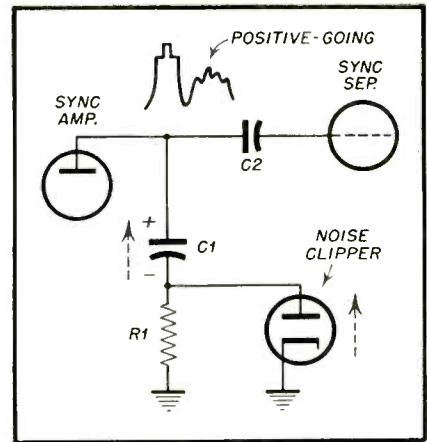 POSITIVE-GOING
SYNC
SEP.
SYNC
AMP.
C2
+
C1
-
NOISE
CLIPPER
R1